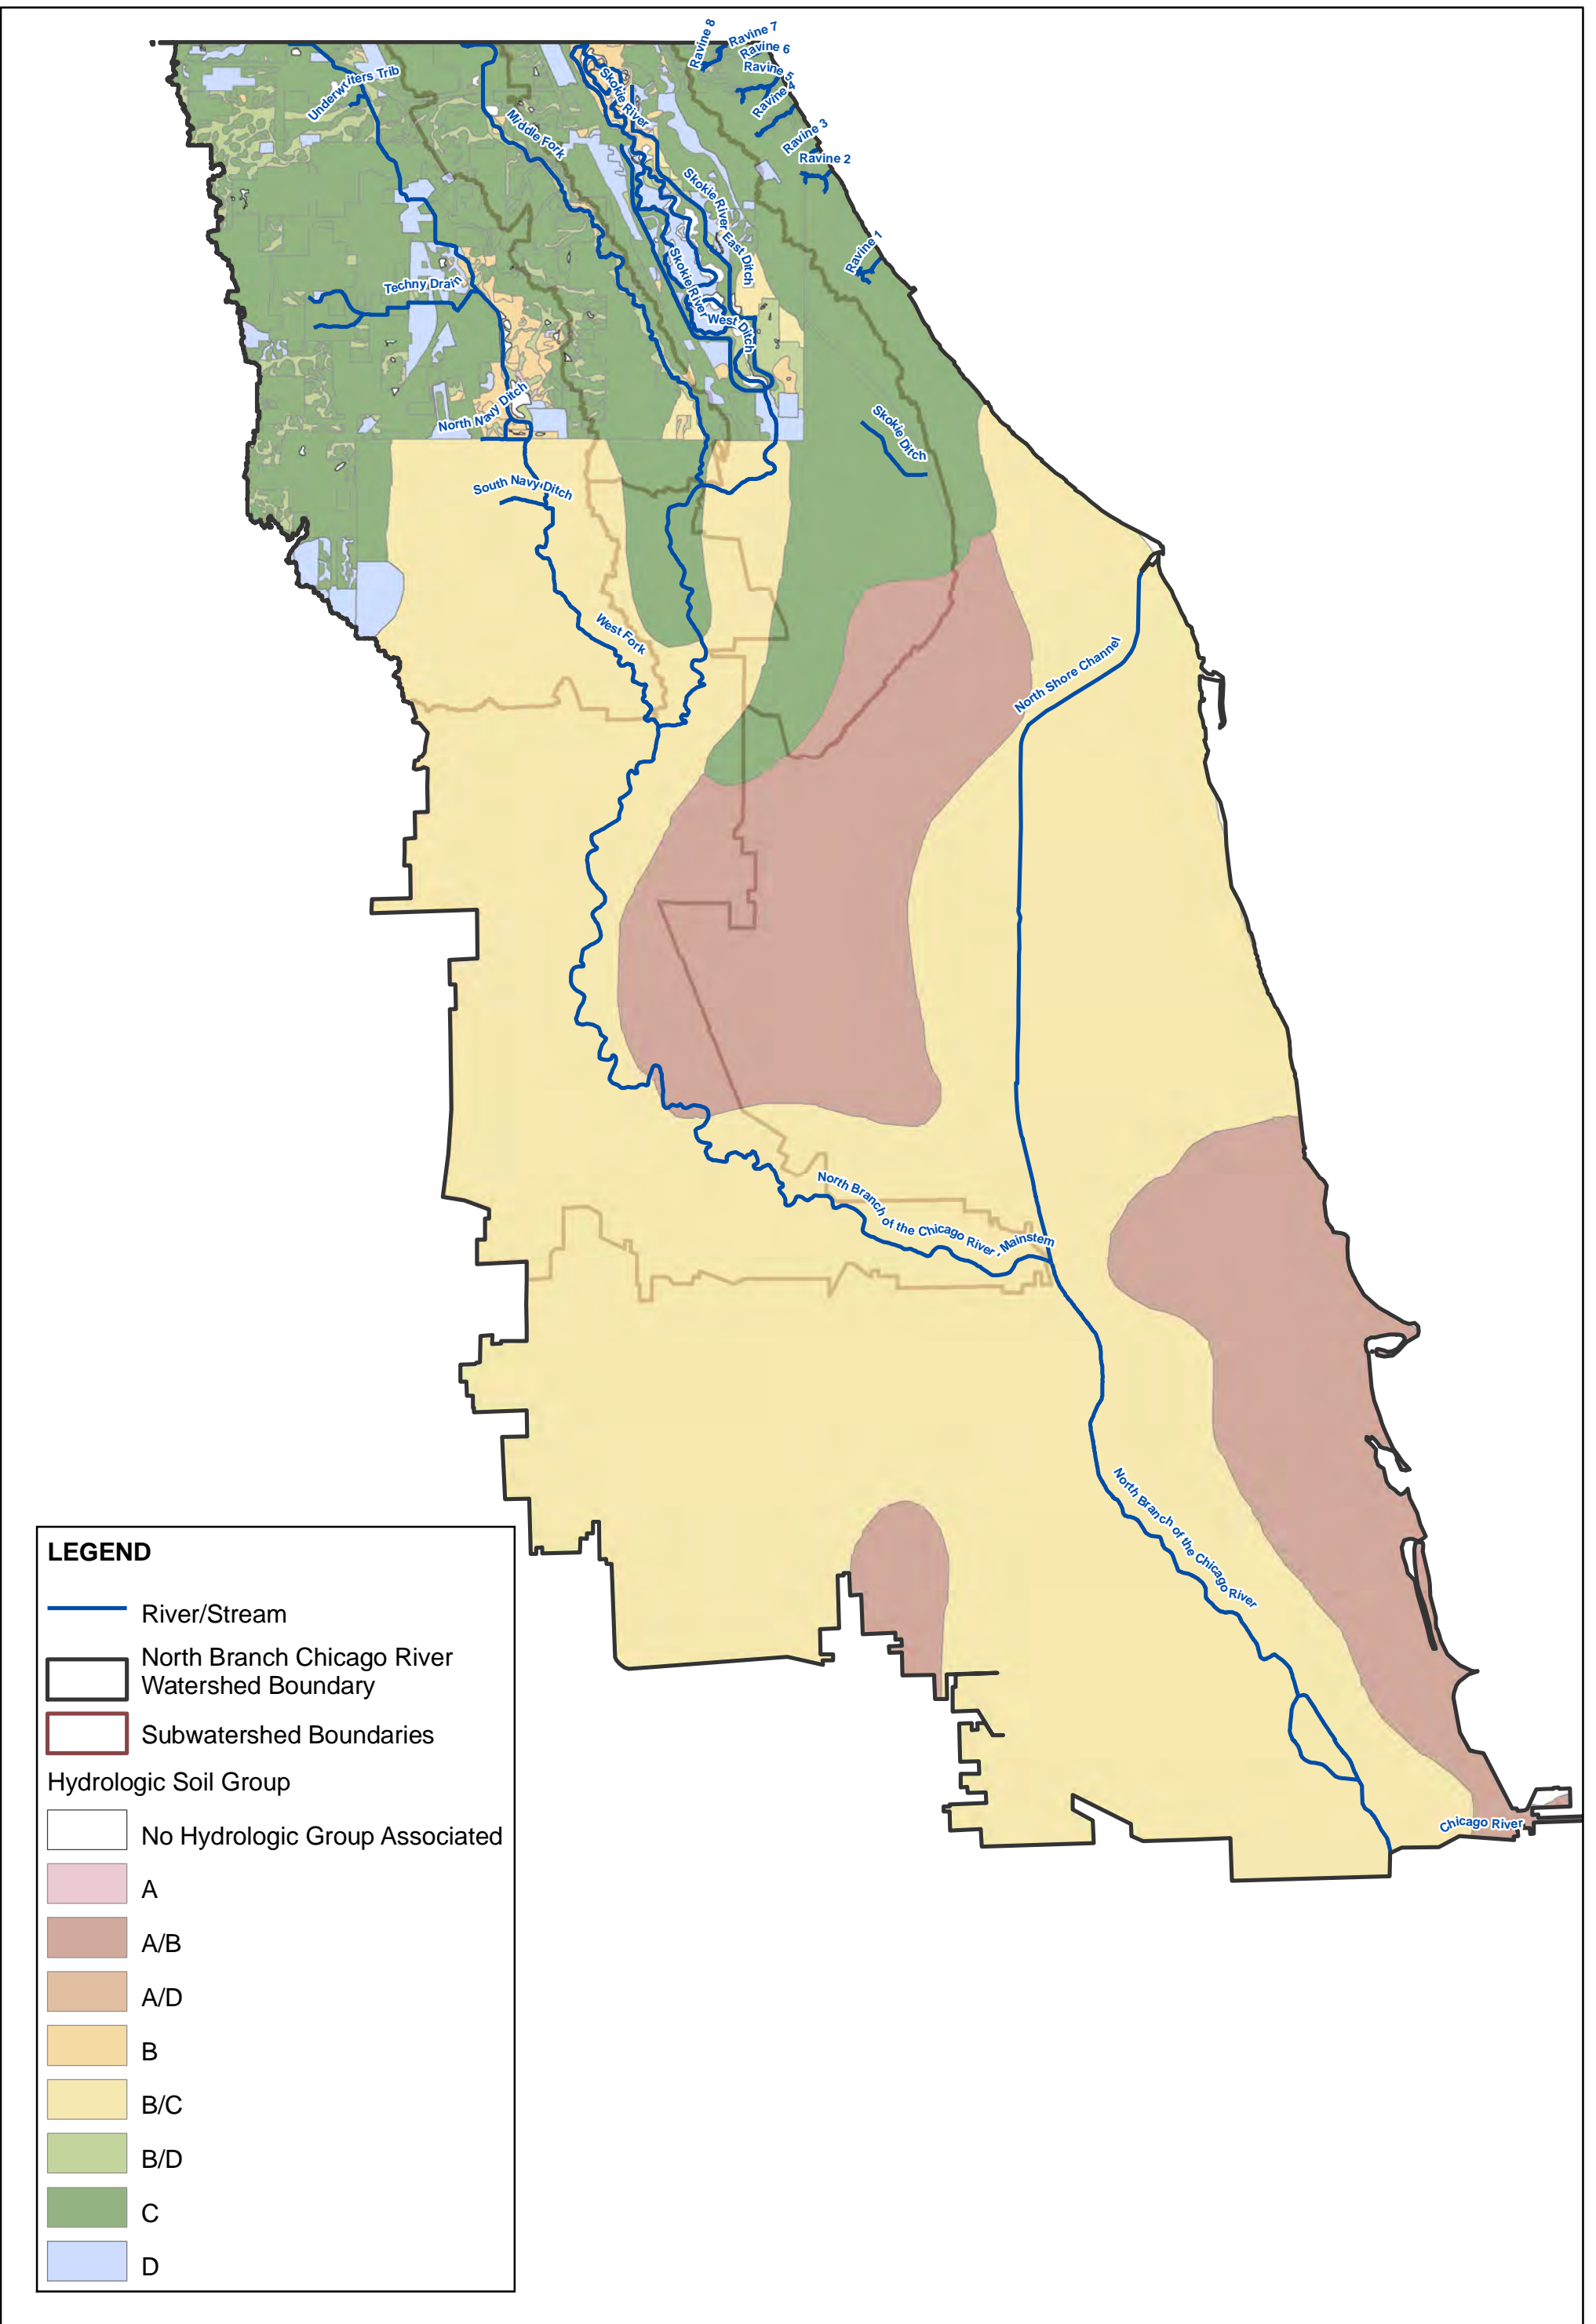 Ravine 8
Ravine 7
Ravine 6
Ravine 5
Ravine 4
Ravine 3
Ravine 2
Ravine 1
Underwriters Trib
Skokie River
Middle Fork
Skokie River East Ditch
Skokie River West Ditch
Techny Drain
North Navy Ditch
Skokie Ditch
South Navy Ditch
West Fork
North Shore Channel
North Branch of the Chicago River - Mainstem
North Branch of the Chicago River
Chicago River
LEGEND
River/Stream
North Branch Chicago River
Watershed Boundary
Subwatershed Boundaries
Hydrologic Soil Group
No Hydrologic Group Associated
A
A/B
A/D
B
B/C
B/D
C
D